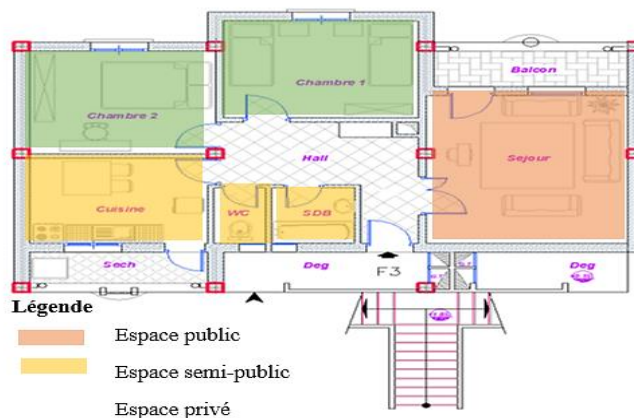 Chambre 1
Balcon
Chambre 2
Hall
Sejour
Cuisine
WC
SDB
Sech
Deg
F3
Deg
Légende
Espace public
Espace semi-public
Espace privé